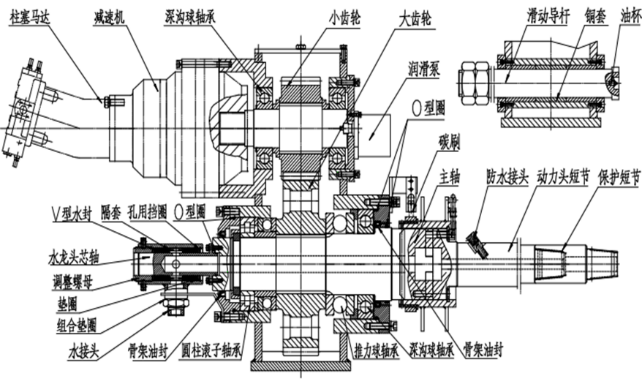 柱塞马达
减速机
深沟球轴承
小齿轮
大齿轮
滑动导杆
铜套
油杯
润滑泵
O型圈
碳刷
主轴
防水接头
动力头短节
保护短节
V型水封
隔套
孔用挡圈
O型圈
水龙头芯轴
调整螺母
垫圈
组合垫圈
水接头
骨架油封
圆柱滚子轴承
推力球轴承
深沟球轴承
骨架油封